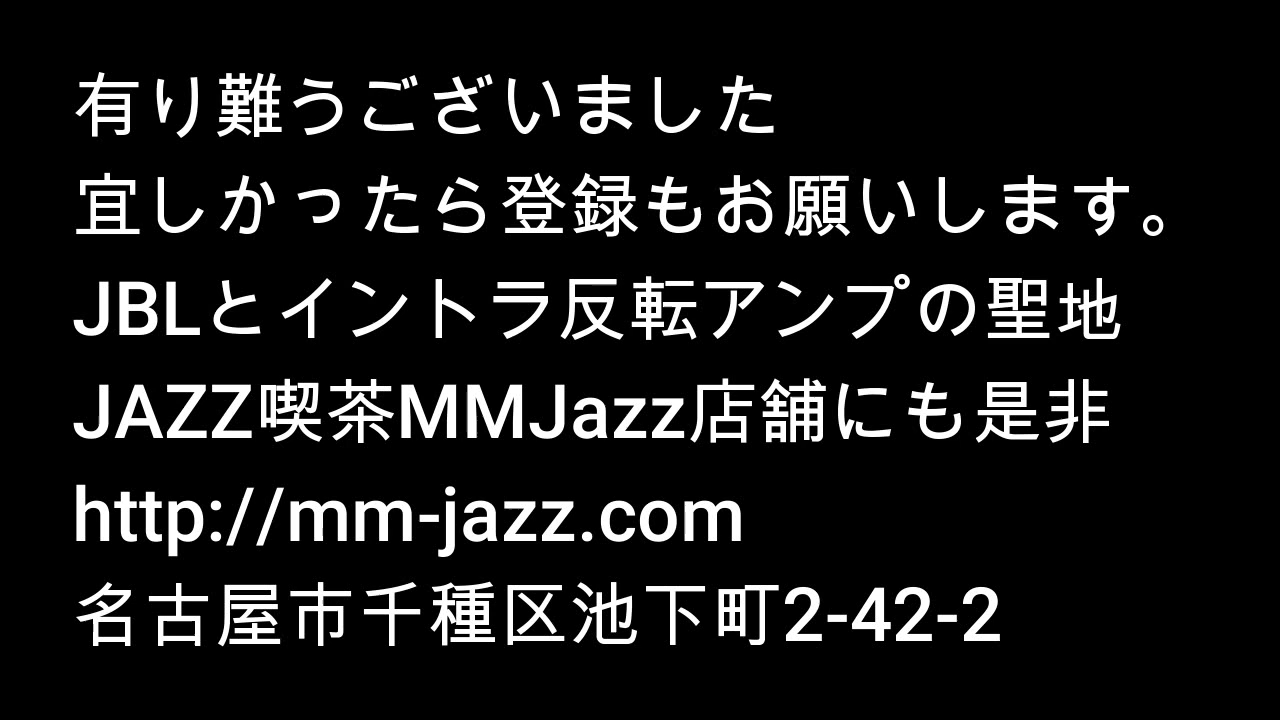 有り難うございました
宜しかったら登録もお願いします。
JBLとイントラ反転アンプの聖地
JAZZ喫茶MMJazz店舗にも是非
http://mm-jazz.com
名古屋市千種区池下町2-42-2